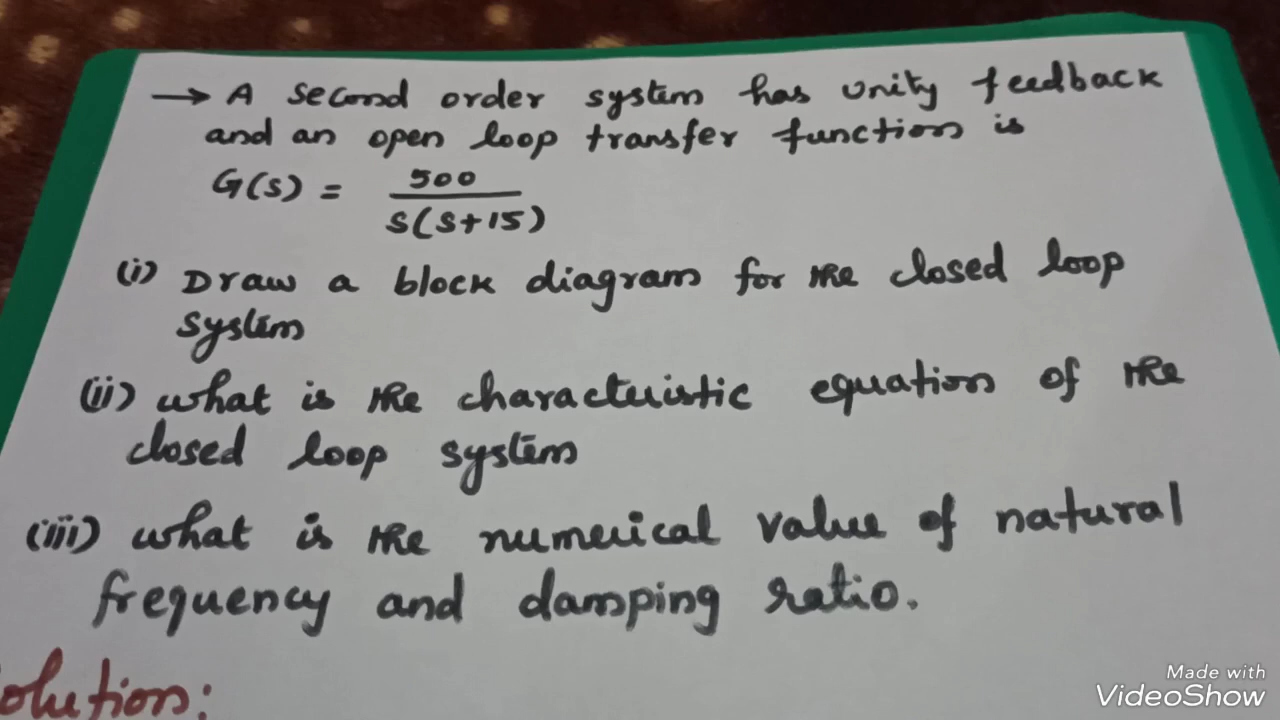 → A second order system has unity feedback
and an open loop transfer function is
G(s) = 500 / s(s+15)
(i) Draw a block diagram for the closed loop
system
(ii) what is the characteristic equation of the
closed loop system
(iii) what is the numerical value of natural
frequency and damping ratio.
olution:
Made with
VideoShow